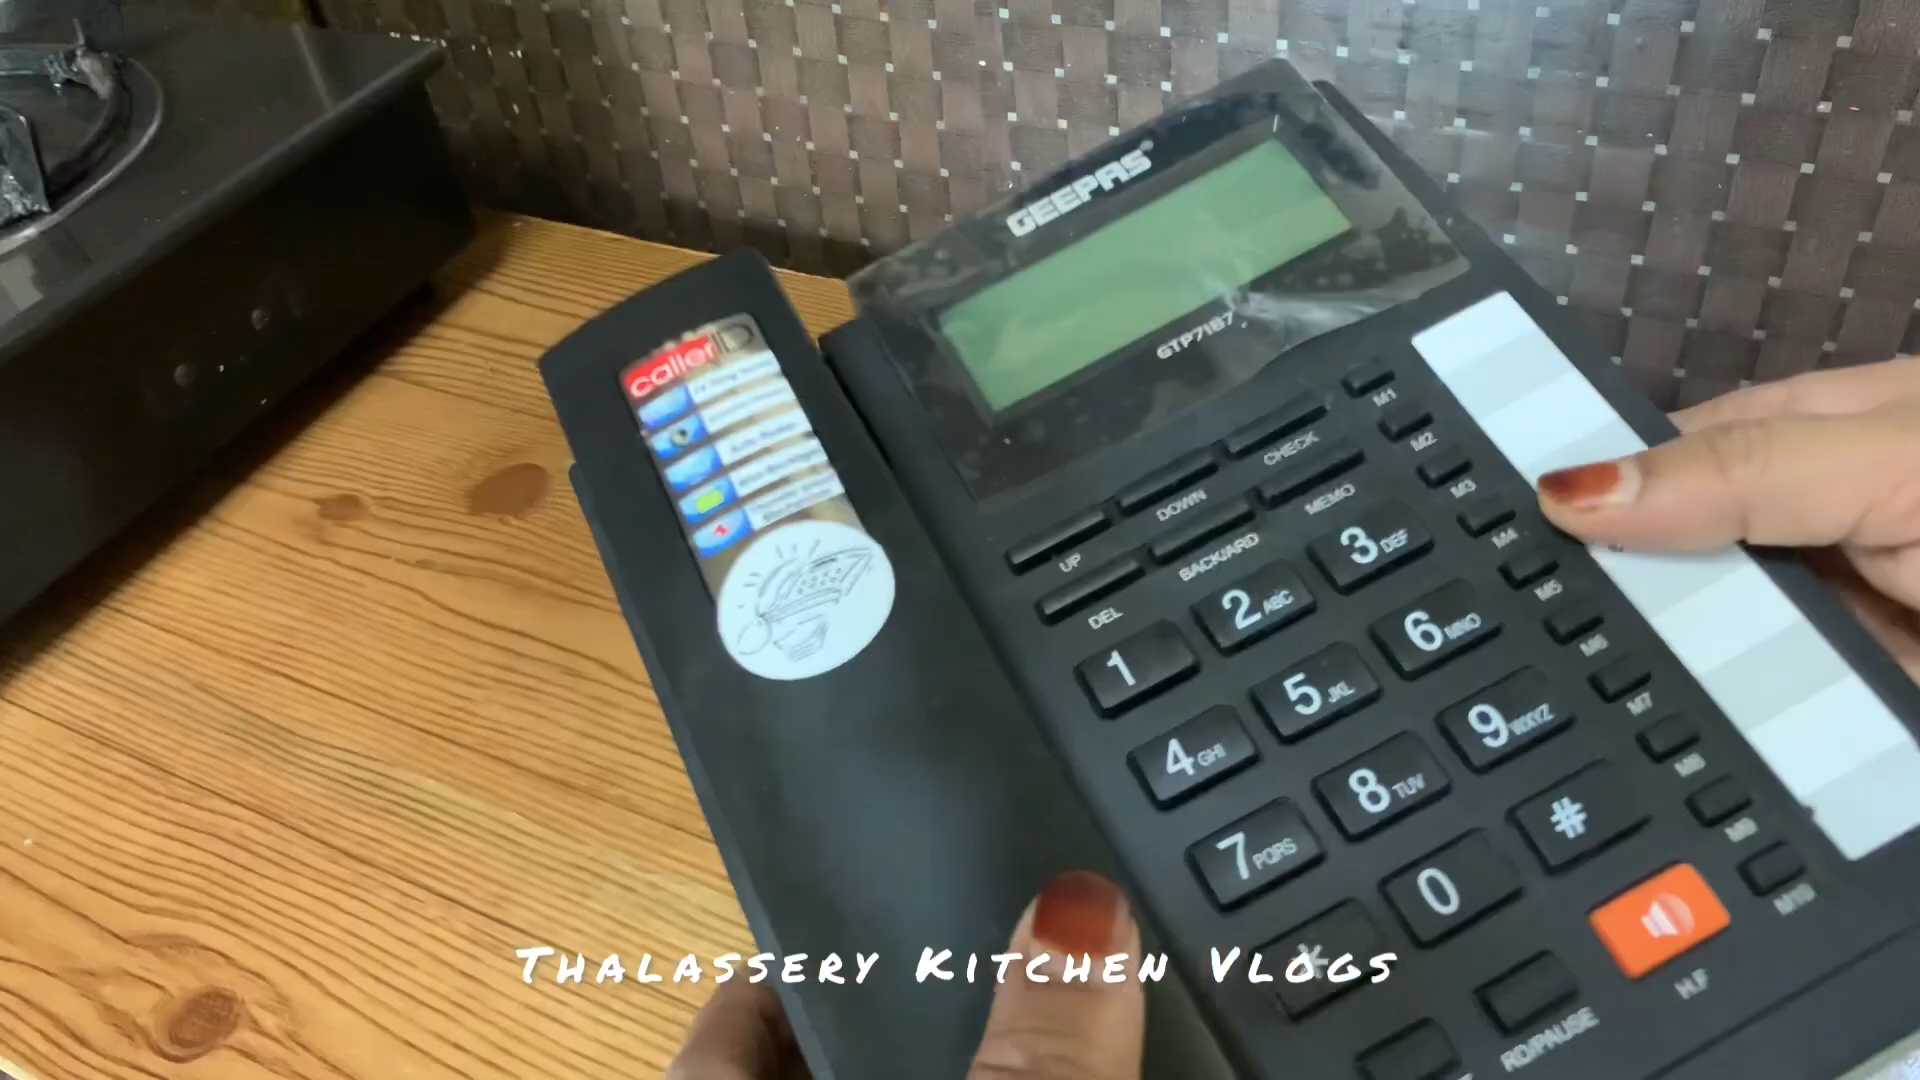 GEEPAS®
GTP7187
callerID
UP
DOWN
CHECK
DEL
BACK/ARD
MEMO
1
2 ABC
3 DEF
4 GHI
5 JKL
6 MNO
7 PQRS
8 TUV
9 WXYZ
*
0
#
RD/PAUSE
H.F
M1
M2
M3
M4
M5
M6
M7
M8
M9
M10
Thalassery Kitchen Vlogs